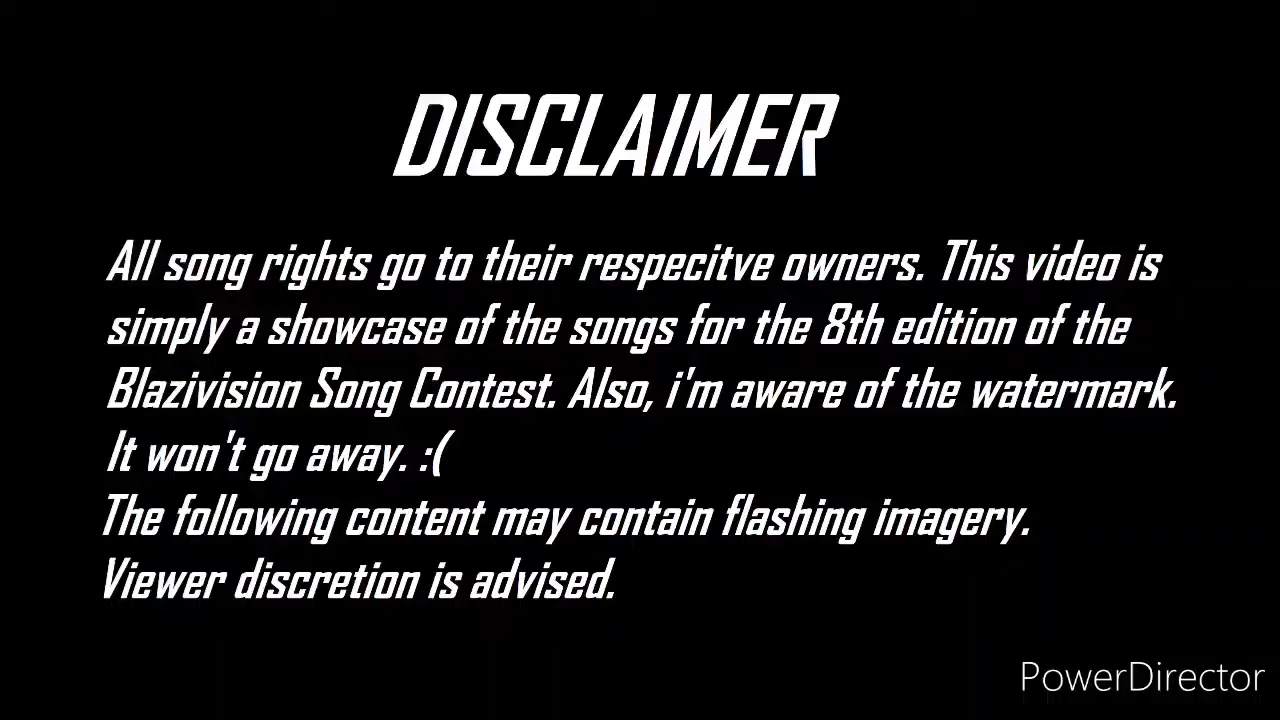 DISCLAIMER
All song rights go to their respecitve owners. This video is
simply a showcase of the songs for the 8th edition of the
Blazivision Song Contest. Also, i'm aware of the watermark.
It won't go away. :(
The following content may contain flashing imagery.
Viewer discretion is advised.
PowerDirector